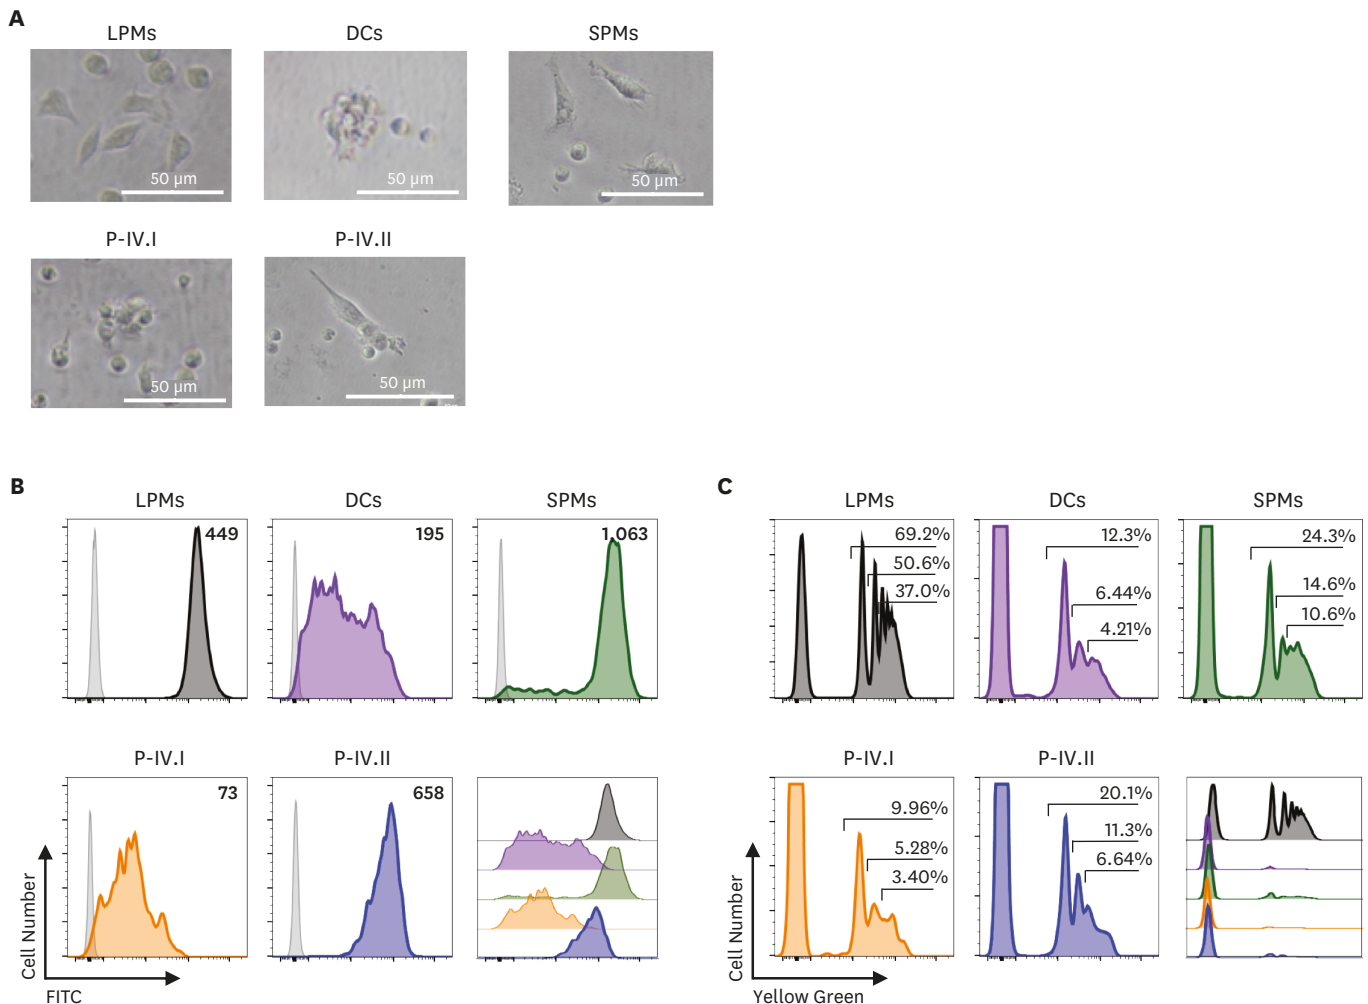 A
LPMs
DCs
SPMs
50 µm
50 µm
50 µm
P-IV.I
P-IV.II
50 µm
50 µm
B
LPMs
DCs
SPMs
449
195
1,063
P-IV.I
P-IV.II
73
658
Cell Number
FITC
C
LPMs
DCs
SPMs
69.2%
50.6%
37.0%
12.3%
6.44%
4.21%
24.3%
14.6%
10.6%
P-IV.I
P-IV.II
9.96%
5.28%
3.40%
20.1%
11.3%
6.64%
Cell Number
Yellow Green